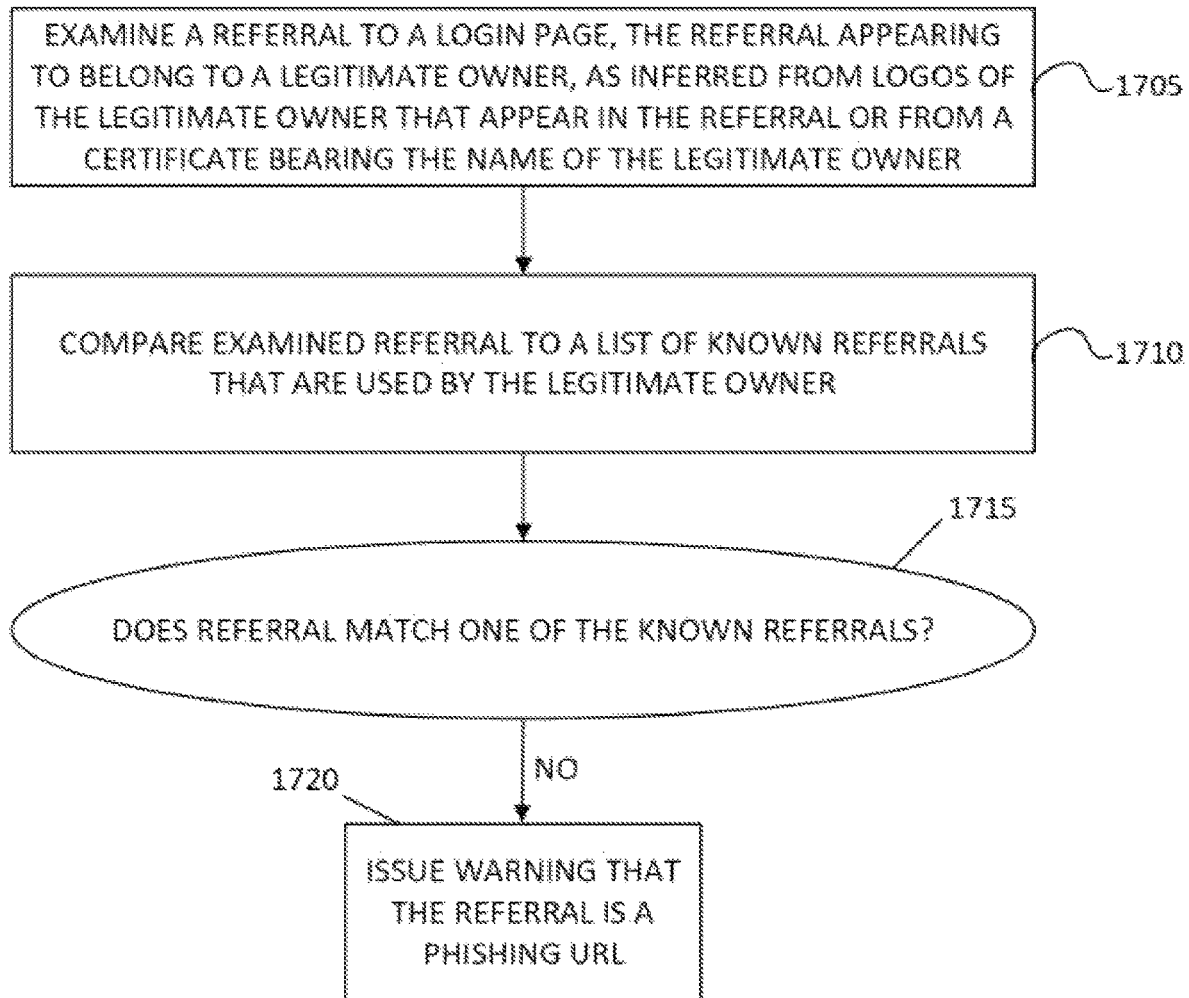 EXAMINE A REFERRAL TO A LOGIN PAGE, THE REFERRAL APPEARING
TO BELONG TO A LEGITIMATE OWNER, AS INFERRED FROM LOGOS OF
THE LEGITIMATE OWNER THAT APPEAR IN THE REFERRAL OR FROM A
CERTIFICATE BEARING THE NAME OF THE LEGITIMATE OWNER
1705
COMPARE EXAMINED REFERRAL TO A LIST OF KNOWN REFERRALS
THAT ARE USED BY THE LEGITIMATE OWNER
1710
1715
DOES REFERRAL MATCH ONE OF THE KNOWN REFERRALS?
NO
1720
ISSUE WARNING THAT
THE REFERRAL IS A
PHISHING URL